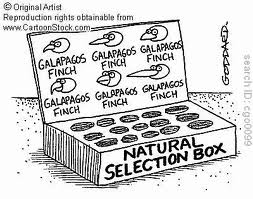 © Original Artist
Reproduction rights obtainable from
www.CartoonStock.com
GALAPAGOS
FINCH
GALAPAGOS
FINCH
GALAPAGOS
FINCH
GALAPAGOS
FINCH
GALAPAGOS
FINCH
GALAPAGOS
FINCH
NATURAL
SELECTION BOX
GODDARD.
search ID: cgo0099